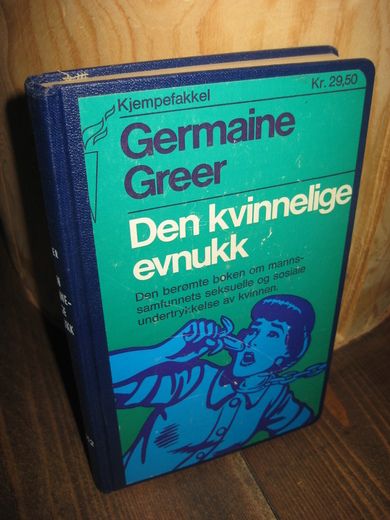 Kjempefakkel
Kr. 29,50
Germaine
Greer
Den kvinnelige
evnukk
Den berømte boken om manns-
samfunnets seksuelle og sosiale
undertrykkelse av kvinnen.